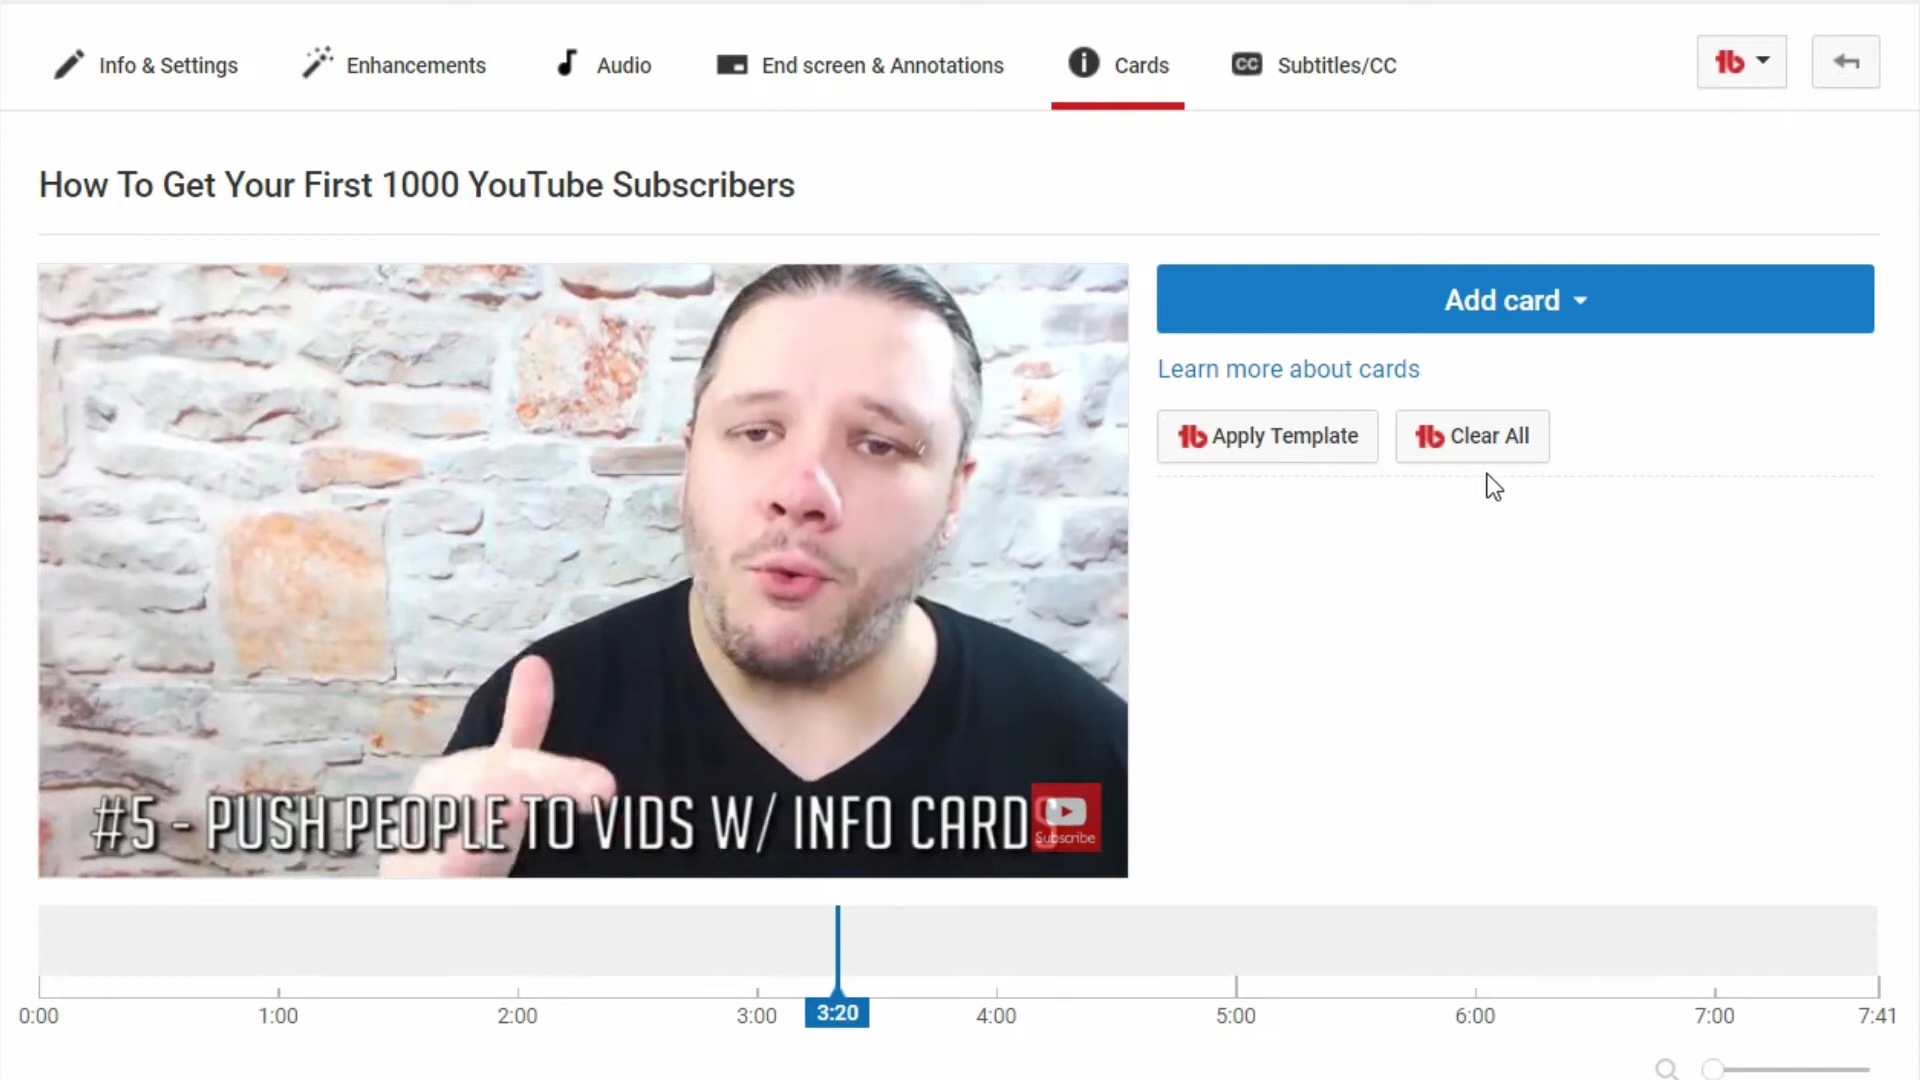 Info & Settings
Enhancements
Audio
End screen & Annotations
Cards
CC Subtitles/CC
How To Get Your First 1000 YouTube Subscribers
Add card
Learn more about cards
Apply Template
Clear All
#5 - PUSH PEOPLE TO VIDS W/ INFO CARDS
Subscribe
0:00 1:00 2:00 3:00 3:20 4:00 5:00 6:00 7:00 7:41